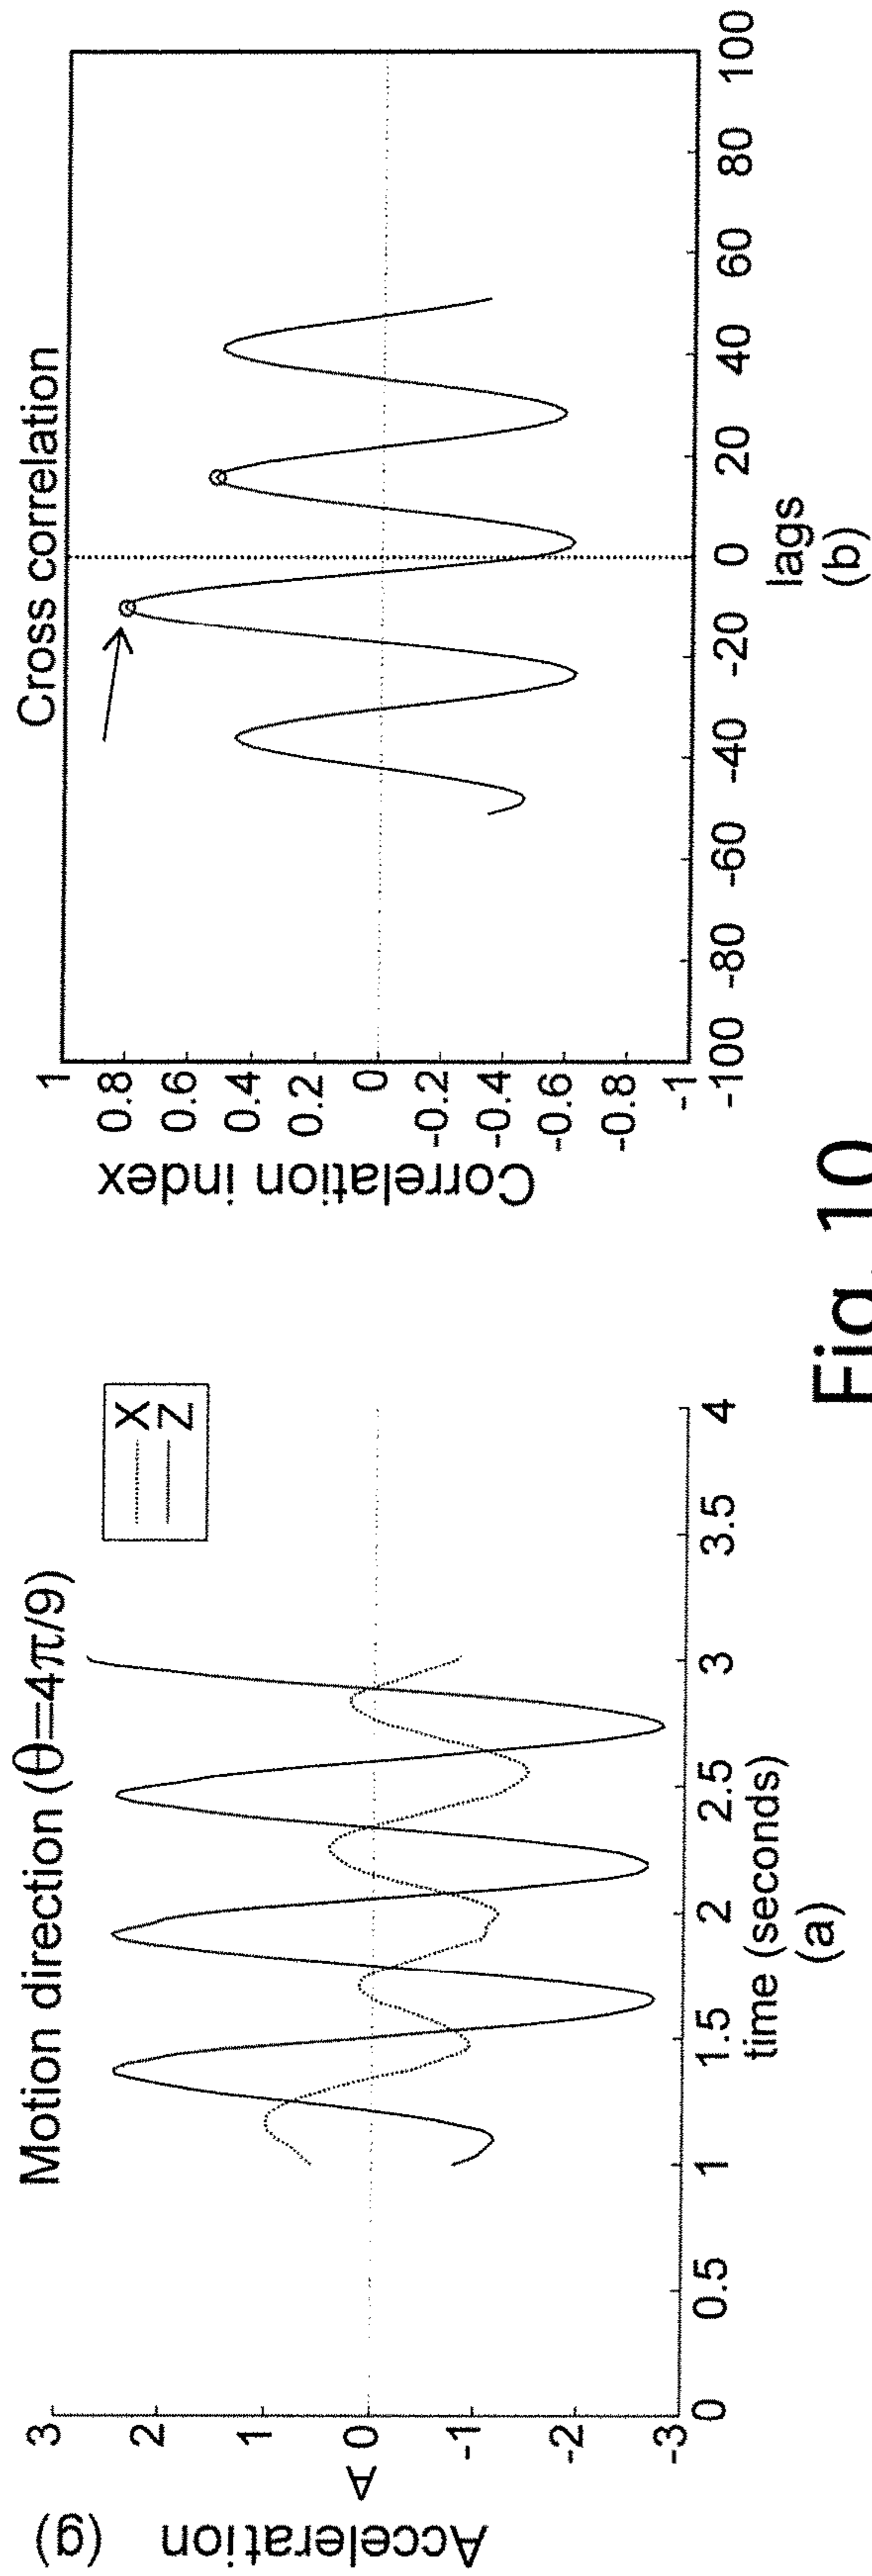 Motion direction (θ=4π/9)
Acceleration (g)
A
3
2
1
0
-1
-2
-3
0 0.5 1 1.5 2 2.5 3 3.5 4
time (seconds)
(a)
X
Z
Cross correlation
Correlation index
1
0.8
0.6
0.4
0.2
0
-0.2
-0.4
-0.6
-0.8
-1
-100 -80 -60 -40 -20 0 20 40 60 80 100
lags
(b)
Fig. 10